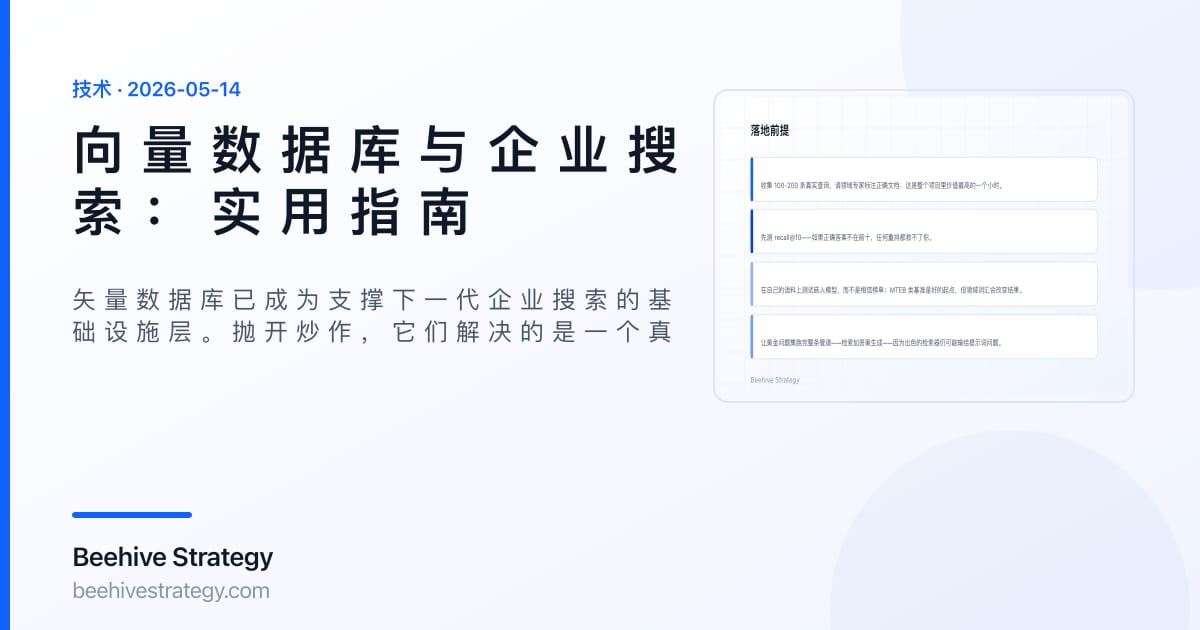 技术 · 2026-05-14
向量数据库与企业搜
索：实用指南
矢量数据库已成为支撑下一代企业搜索的基
础设施层。抛开炒作，它们解决的是一个真
落地前提
收集 100-200 条真实查询，请领域专家标注正确文档：这是整个项目里价值最高的一个小时。
先测 recall@10——如果正确答案不在前十，任何重排都救不了你。
在自己的语料上测试嵌入模型，而不是相信榜单：MTEB 类基准是好的起点，但领域词汇会改变结果。
让黄金问题集跑完整条管道——检索加答案生成——因为出色的检索器仍可能输给提示词问题。
Beehive Strategy
Beehive Strategy
beehivestrategy.com